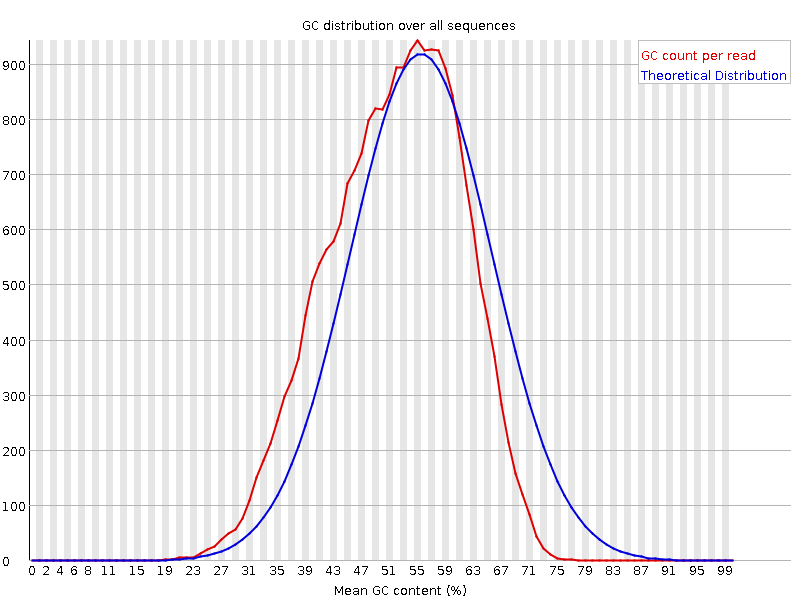 GC distribution over all sequences
GC count per read
Theoretical Distribution
900
800
700
600
500
400
300
200
100
0
0 2 4 6 8 11 15 19 23 27 31 35 39 43 47 51 55 59 63 67 71 75 79 83 87 91 95 99
Mean GC content (%)